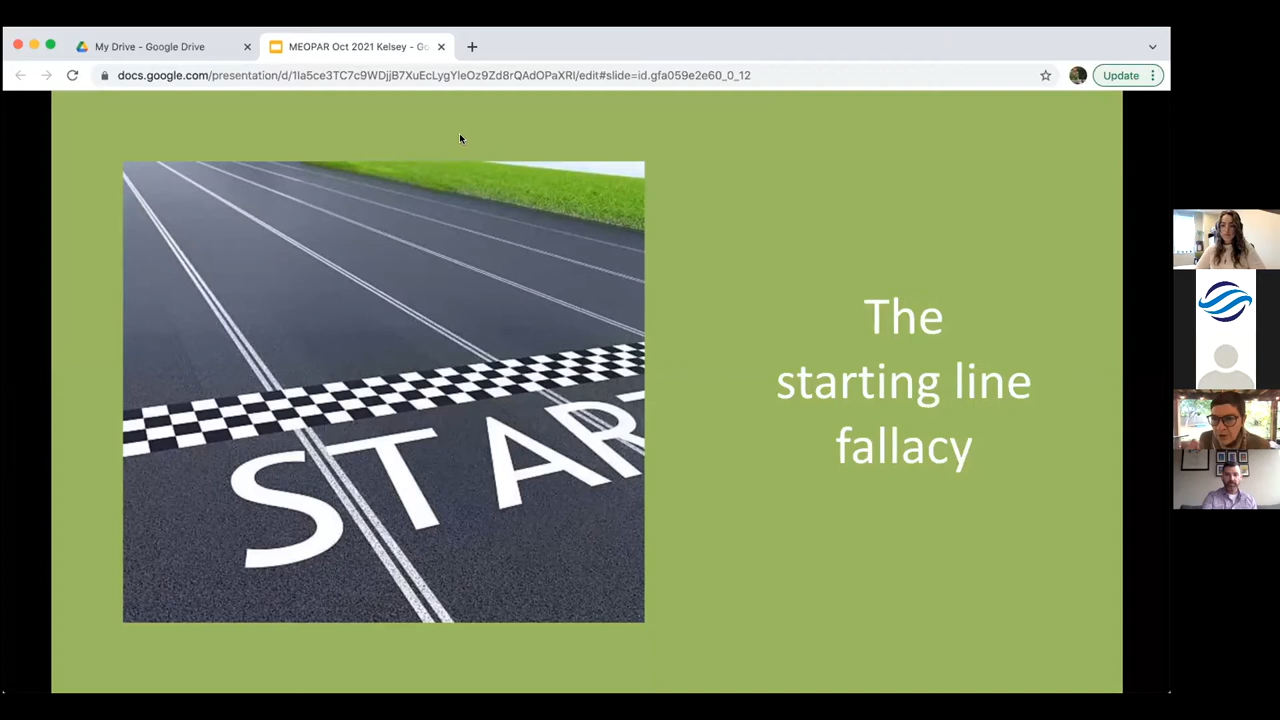 My Drive - Google Drive
MEOPAR Oct 2021 Kelsey - Go
docs.google.com/presentation/d/1Ia5ce3TC7c9WDjjB7XuEcLygYleOz9Zd8rQAdOPaXRI/edit#slide=id.gfa059e2e60_0_12
Update
START
The
starting line
fallacy